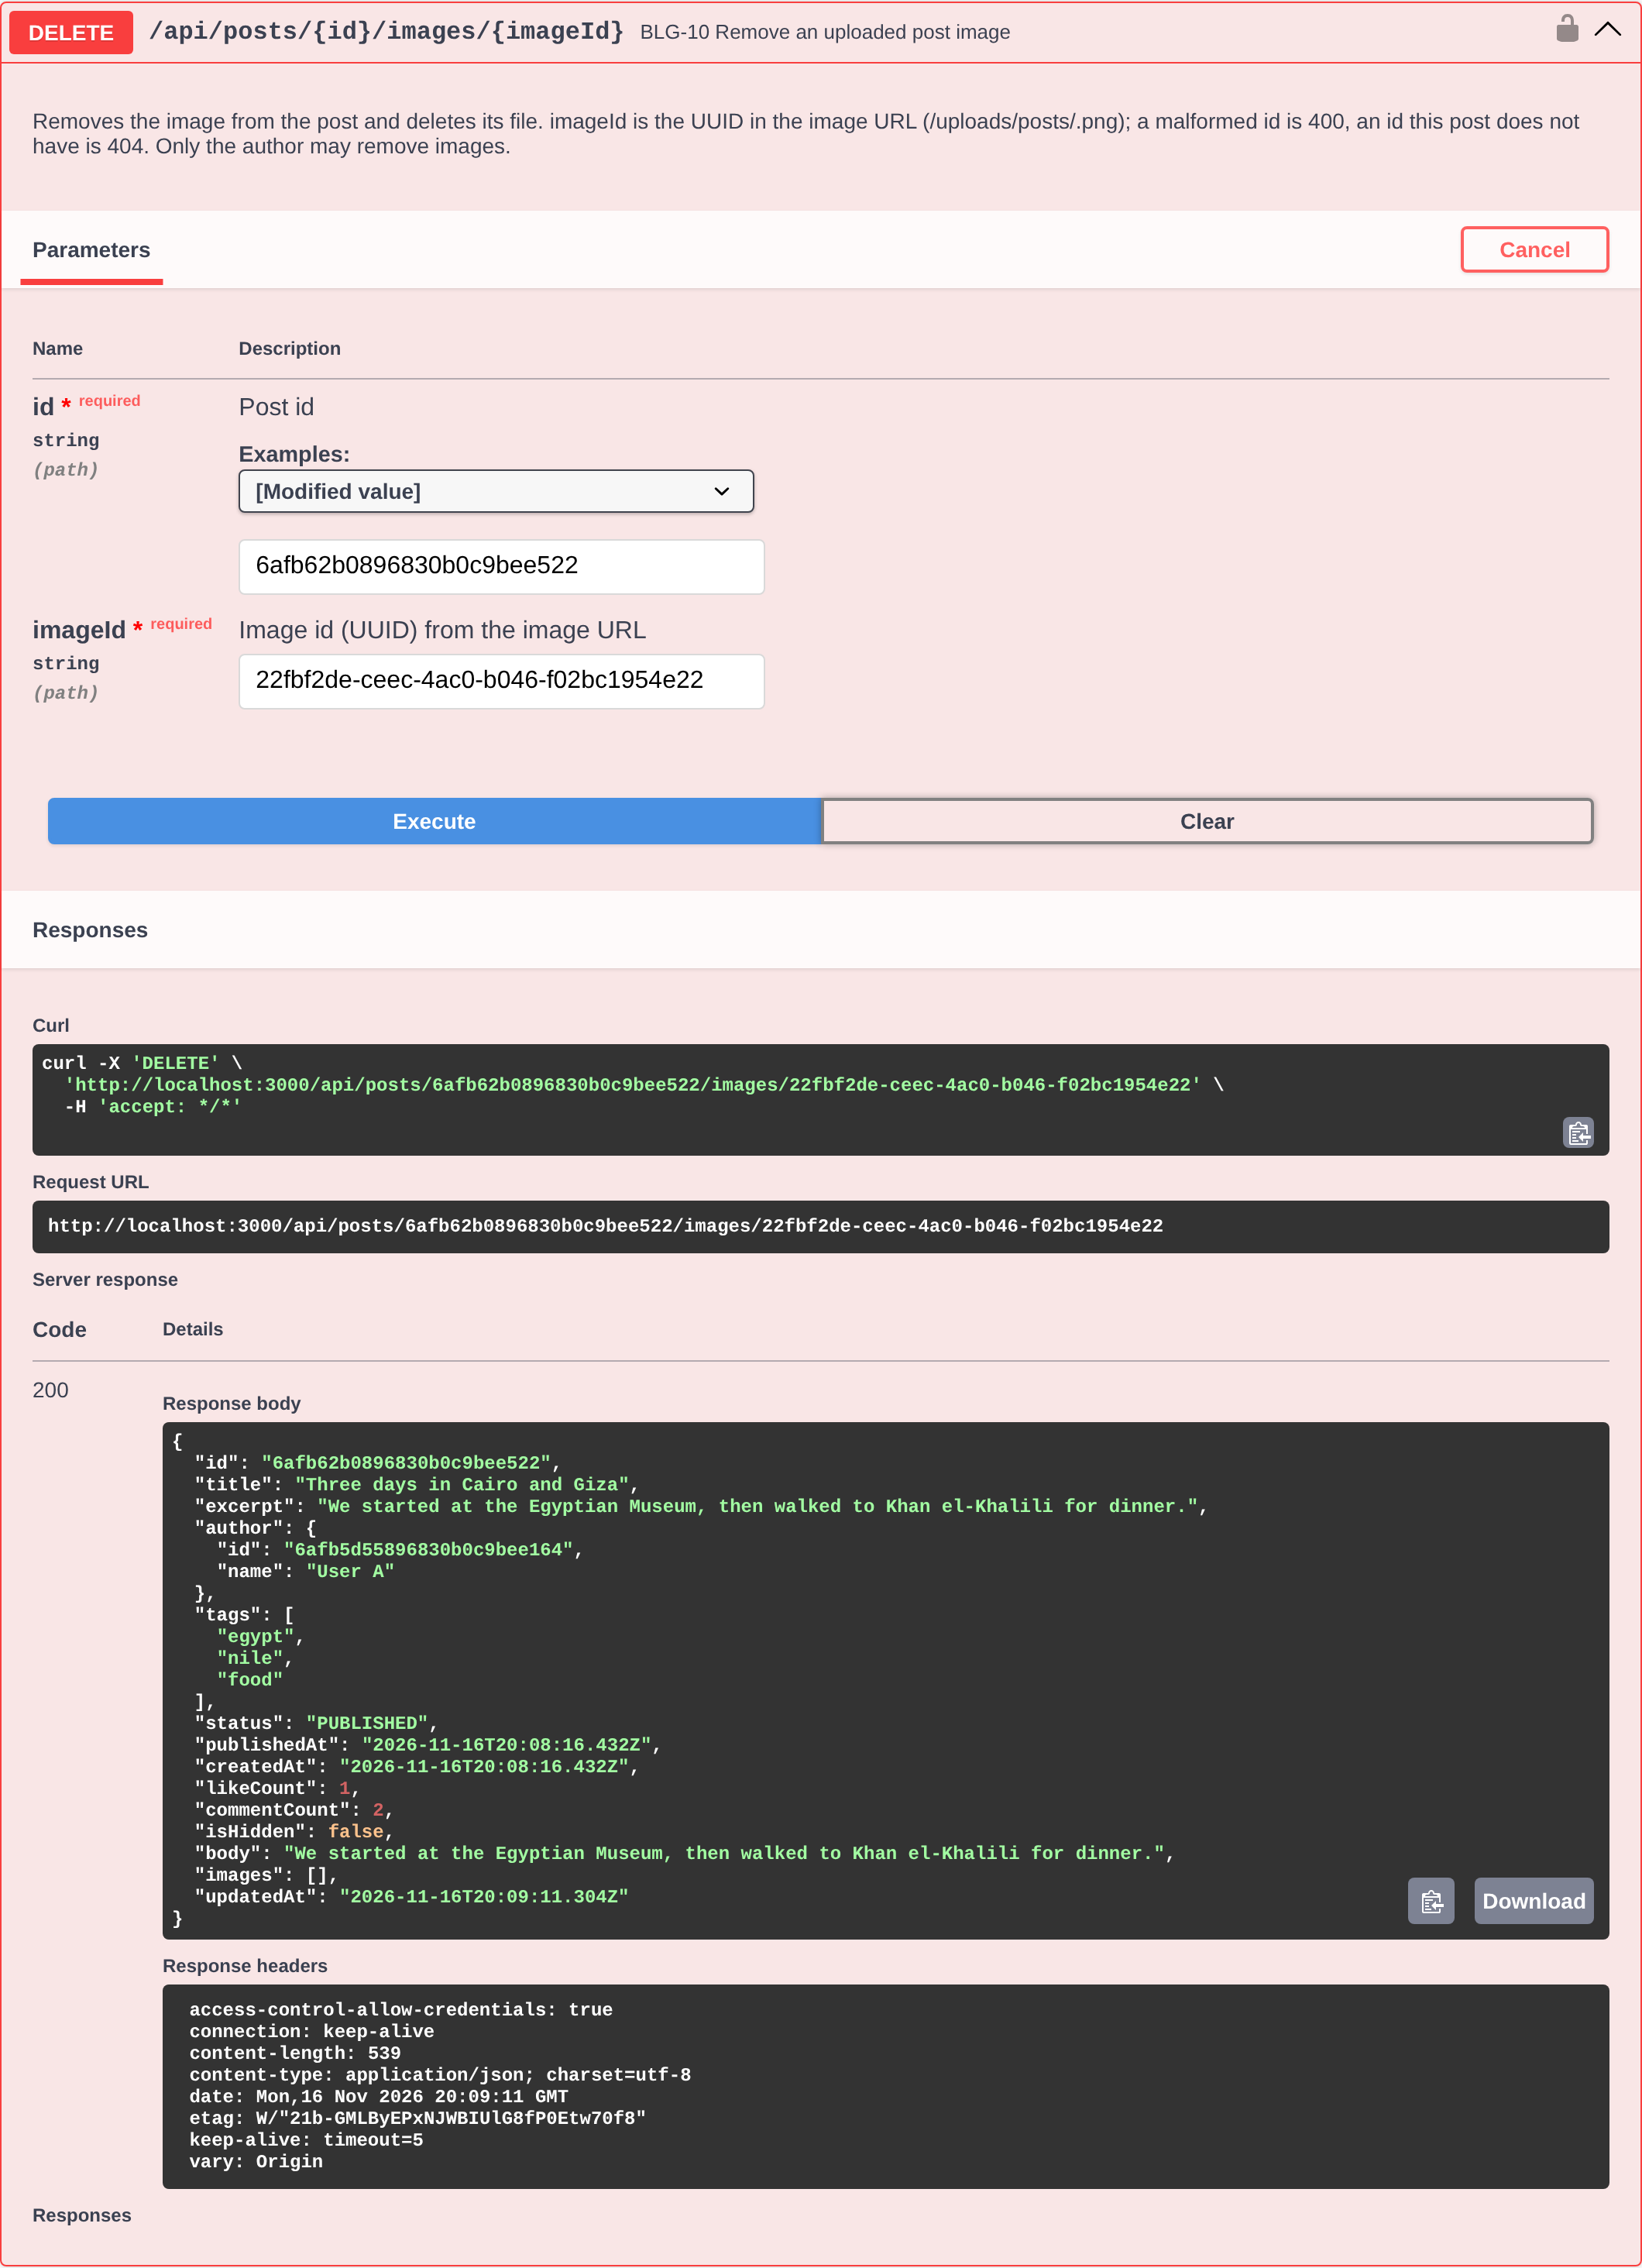 DELETE /api/posts/{id}/images/{imageId} BLG-10 Remove an uploaded post image
Removes the image from the post and deletes its file. imageId is the UUID in the image URL (/uploads/posts/.png); a malformed id is 400, an id this post does not
have is 404. Only the author may remove images.
Parameters
Cancel
Name Description
id * required
string
(path)
Post id
Examples:
[Modified value]
6afb62b0896830b0c9bee522
imageId * required
string
(path)
Image id (UUID) from the image URL
22fbf2de-ceec-4ac0-b046-f02bc1954e22
Execute
Clear
Responses
Curl
curl -X 'DELETE' \
  'http://localhost:3000/api/posts/6afb62b0896830b0c9bee522/images/22fbf2de-ceec-4ac0-b046-f02bc1954e22' \
  -H 'accept: */*'
Request URL
http://localhost:3000/api/posts/6afb62b0896830b0c9bee522/images/22fbf2de-ceec-4ac0-b046-f02bc1954e22
Server response
Code Details
200
Response body
{
  "id": "6afb62b0896830b0c9bee522",
  "title": "Three days in Cairo and Giza",
  "excerpt": "We started at the Egyptian Museum, then walked to Khan el-Khalili for dinner.",
  "author": {
    "id": "6afb5d55896830b0c9bee164",
    "name": "User A"
  },
  "tags": [
    "egypt",
    "nile",
    "food"
  ],
  "status": "PUBLISHED",
  "publishedAt": "2026-11-16T20:08:16.432Z",
  "createdAt": "2026-11-16T20:08:16.432Z",
  "likeCount": 1,
  "commentCount": 2,
  "isHidden": false,
  "body": "We started at the Egyptian Museum, then walked to Khan el-Khalili for dinner.",
  "images": [],
  "updatedAt": "2026-11-16T20:09:11.304Z"
}
Download
Response headers
access-control-allow-credentials: true
connection: keep-alive
content-length: 539
content-type: application/json; charset=utf-8
date: Mon,16 Nov 2026 20:09:11 GMT
etag: W/"21b-GMLByEPxNJWBIUlG8fP0Etw70f8"
keep-alive: timeout=5
vary: Origin
Responses